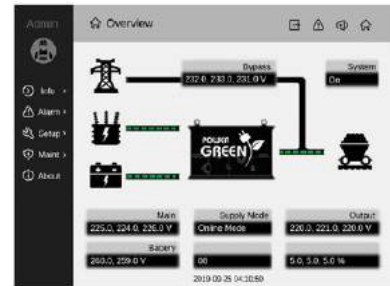 Admin
Overview
Info
Alarm
Setup
Maint
About
Bypass
232.0, 233.0, 231.0 V
System
On
POWER
GREEN
Main
225.0, 224.0, 226.0 V
Supply Mode
Online Mode
Output
220.0, 221.0, 220.0 V
Battery
260.0, 259.0 V
00
5.0, 5.0, 5.0 %
2019-09-25 04:10:50